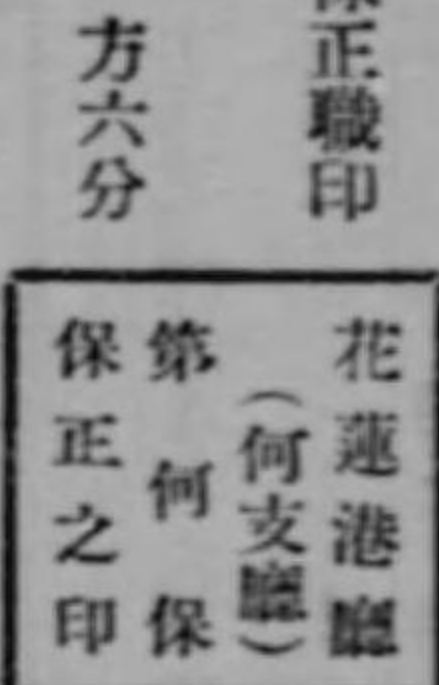 保正職印
方六分
花蓮港廳
(何支廳)
第何保
保正之印